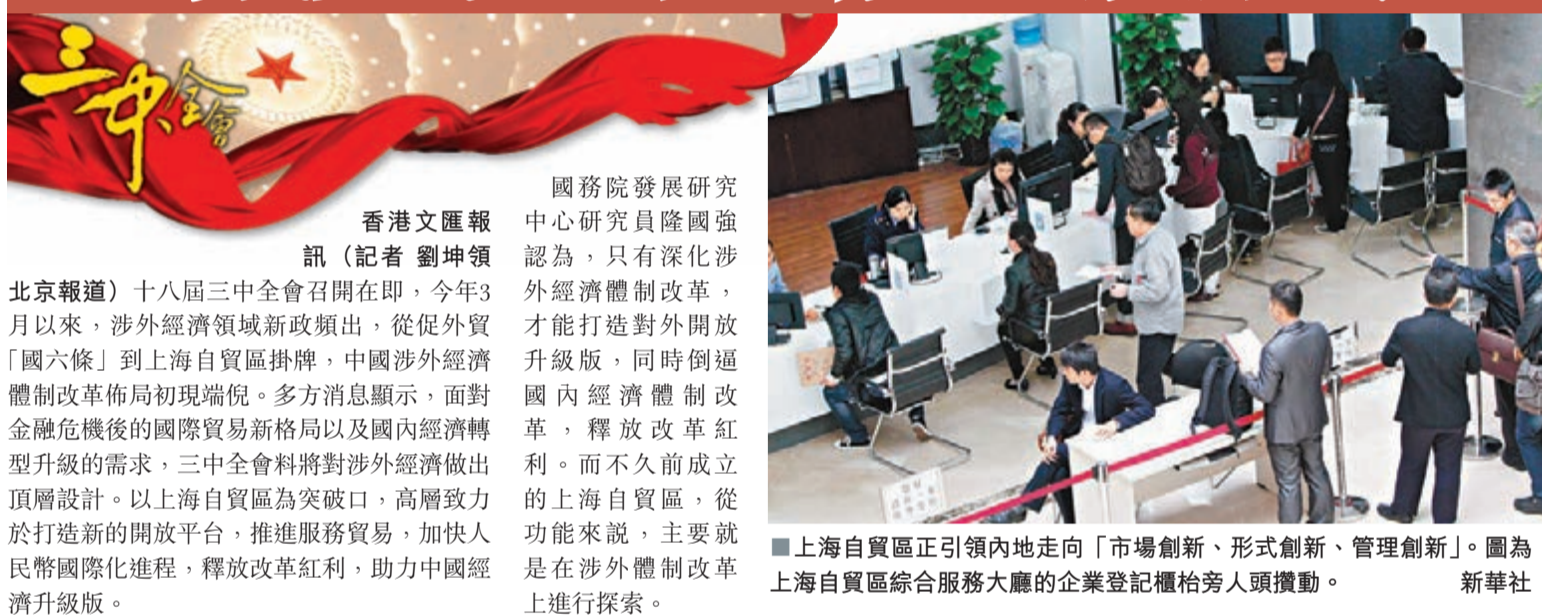 三中全會
香港文匯報
訊（記者 劉坤領
北京報道）十八屆三中全會召開在即，今年3
月以來，涉外經濟領域新政頻出，從促外貿
「國六條」到上海自貿區掛牌，中國涉外經濟
體制改革佈局初現端倪。多方消息顯示，面對
金融危機後的國際貿易新格局以及國內經濟轉
型升級的需求，三中全會料將對涉外經濟做出
頂層設計。以上海自貿區為突破口，高層致力
於打造新的開放平台，推進服務貿易，加快人
民幣國際化進程，釋放改革紅利，助力中國經
濟升級版。
國務院發展研究
中心研究員隆國強
認為，只有深化涉
外經濟體制改革，
才能打造對外開放
升級版，同時倒逼
國內經濟體制改
革，釋放改革紅
利。而不久前成立
的上海自貿區，從
功能來說，主要就
是在涉外體制改革
上進行探索。
■上海自貿區正引領內地走向「市場創新、形式創新、管理創新」。圖為
上海自貿區綜合服務大廳的企業登記櫃枱旁人頭攢動。 新華社